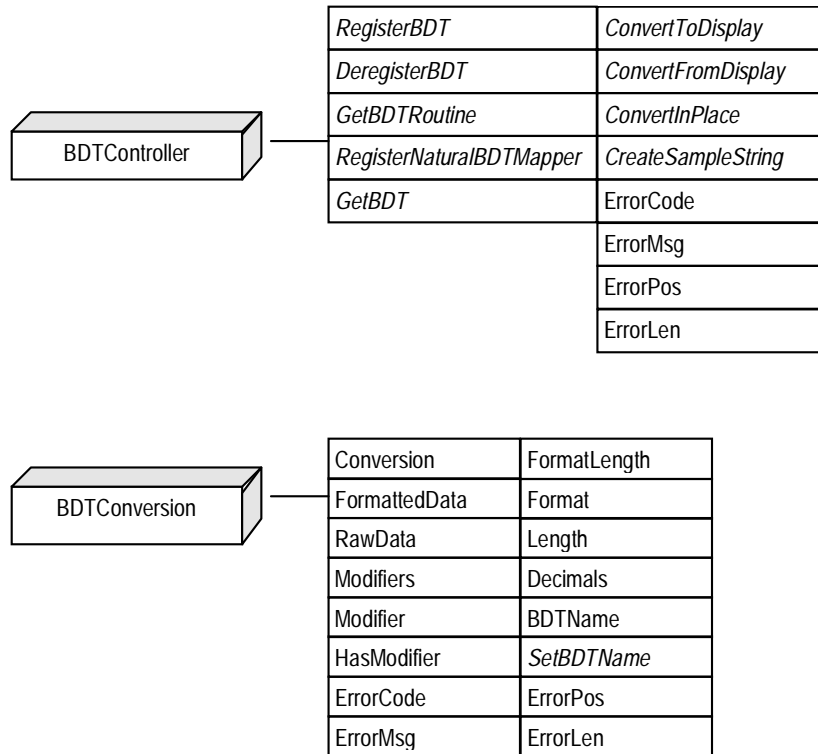 RegisterBDT ConvertToDisplay
DeregisterBDT ConvertFromDisplay
GetBDTRoutine ConvertInPlace
BDTController
RegisterNaturalBDTMapper CreateSampleString
GetBDT ErrorCode
ErrorMsg
ErrorPos
ErrorLen
Conversion FormatLength
FormattedData Format
BDTConversion
RawData Length
Modifiers Decimals
Modifier BDTName
HasModifier SetBDTName
ErrorCode ErrorPos
ErrorMsg ErrorLen